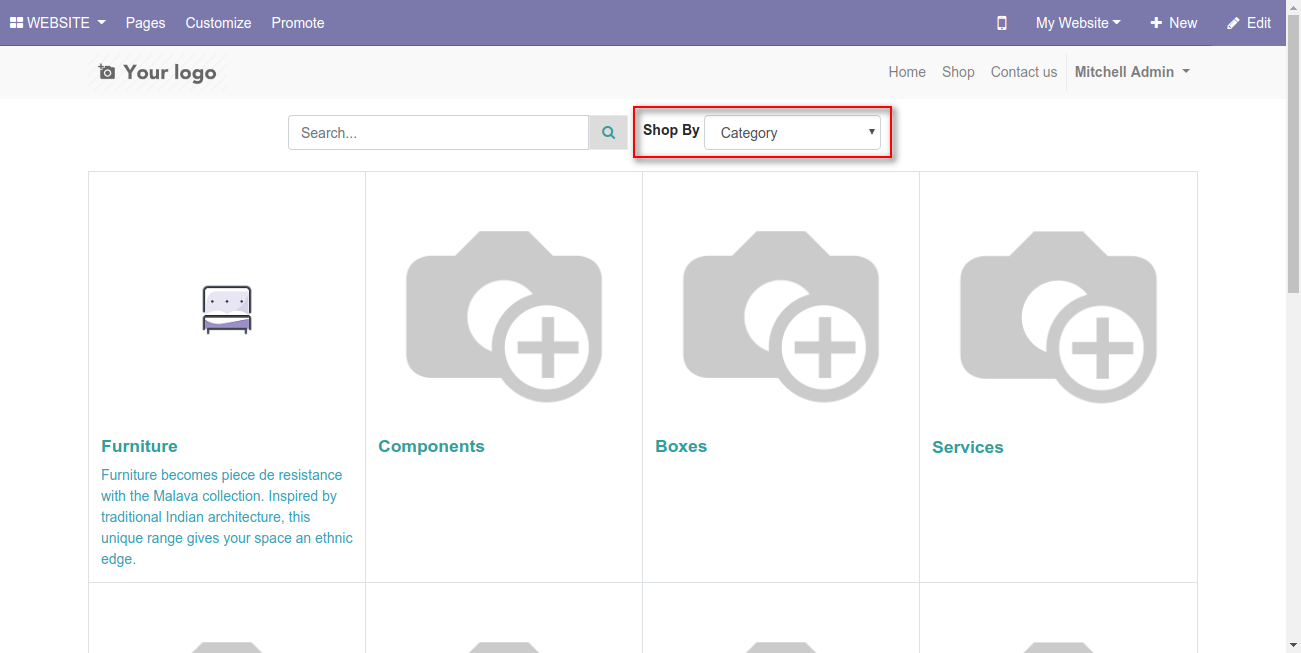 WEBSITE Pages Customize Promote My Website New Edit
Your logo Home Shop Contact us Mitchell Admin
Search... Shop By Category
Furniture Components Boxes Services
Furniture becomes piece de resistance
with the Malava collection. Inspired by
traditional Indian architecture, this
unique range gives your space an ethnic
edge.